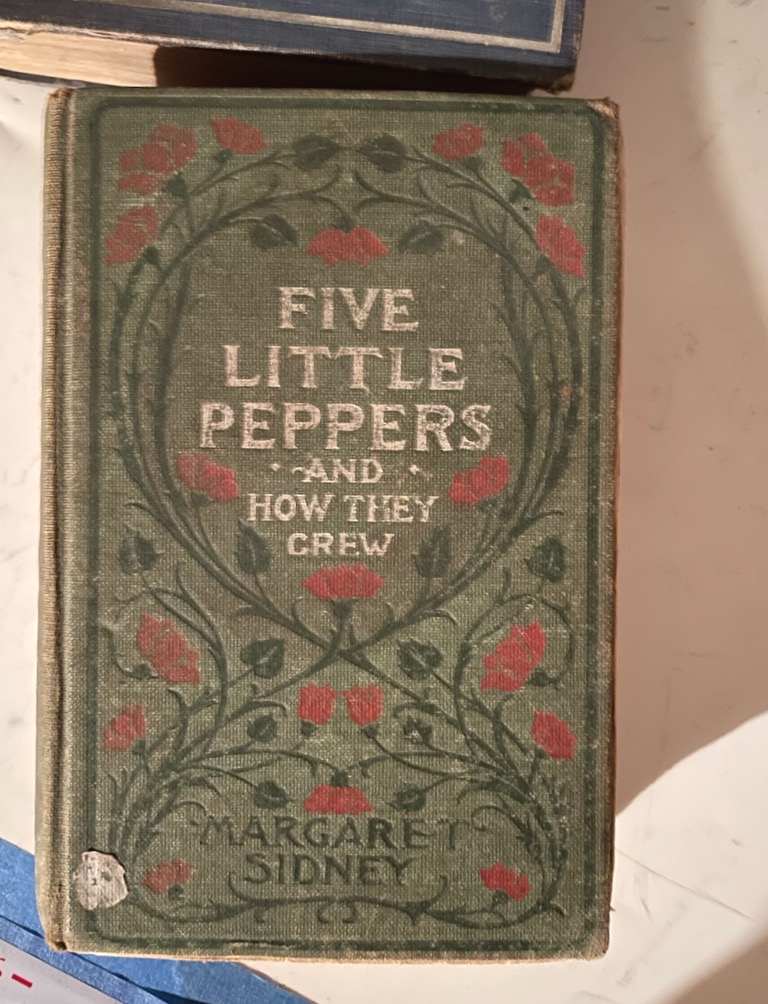 FIVE
LITTLE
PEPPERS
AND
HOW THEY
GREW
MARGARET
SIDNEY